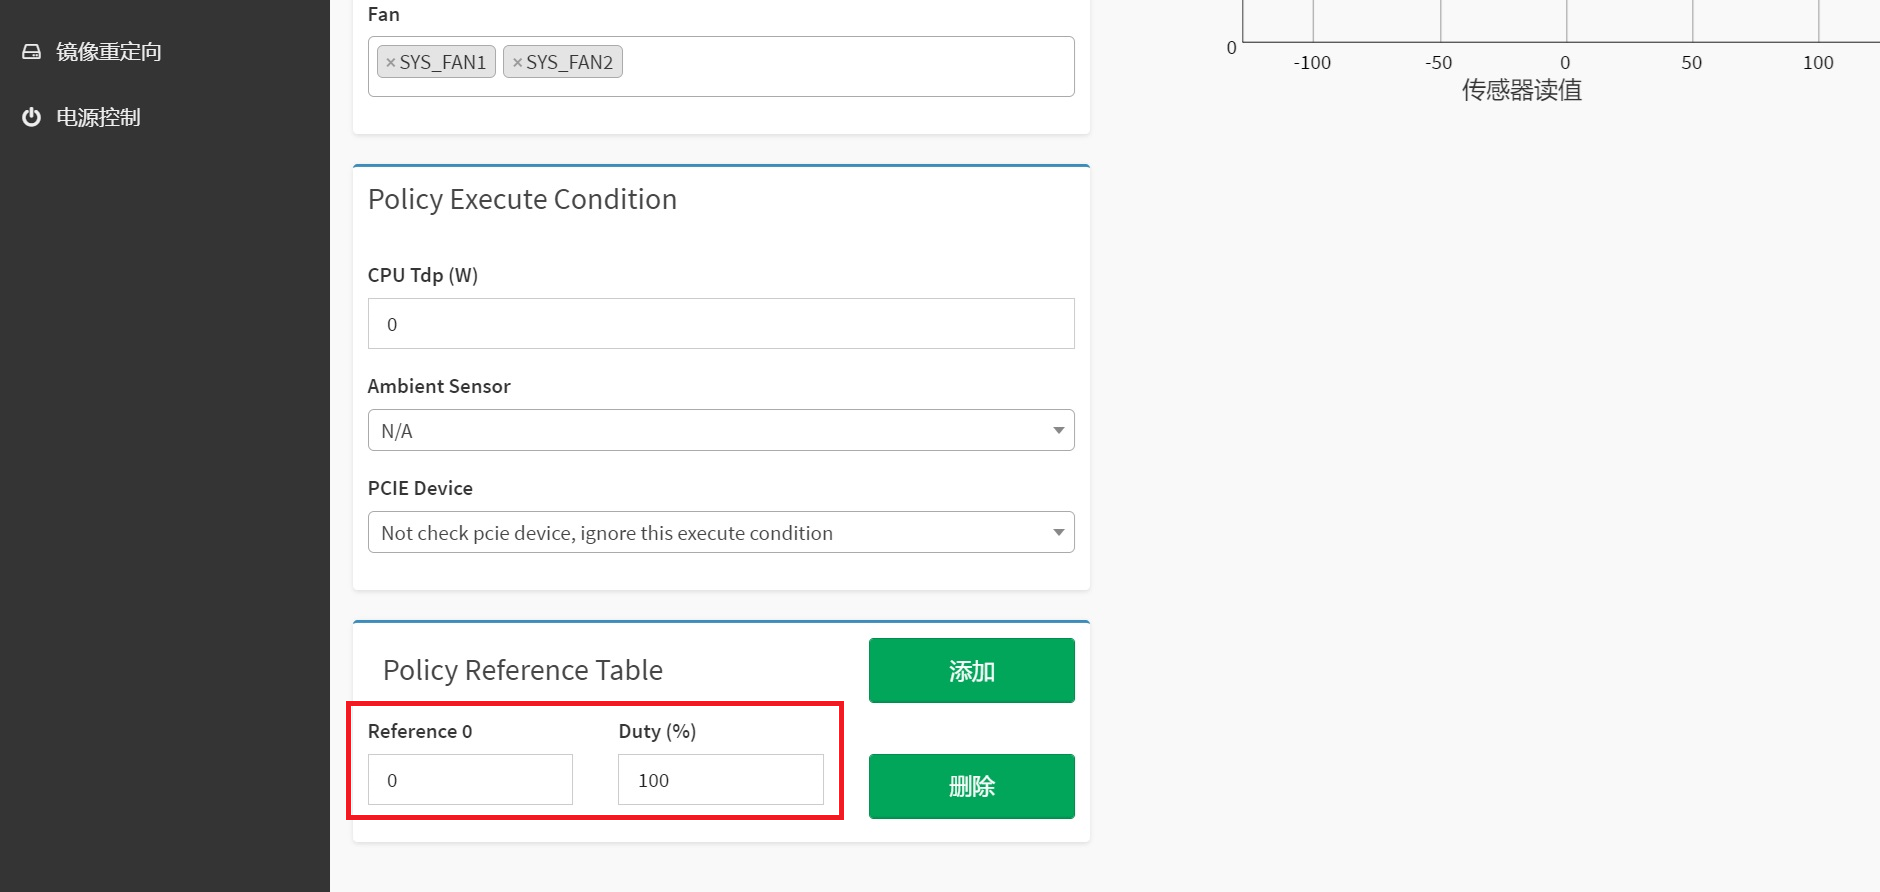 镜像重定向
电源控制
Fan
×SYS_FAN1 ×SYS_FAN2
Policy Execute Condition
CPU Tdp (W)
0
Ambient Sensor
N/A
PCIE Device
Not check pcie device, ignore this execute condition
Policy Reference Table
添加
Reference 0 Duty (%)
0 100
删除
0
-100 -50 0 50 100
传感器读值